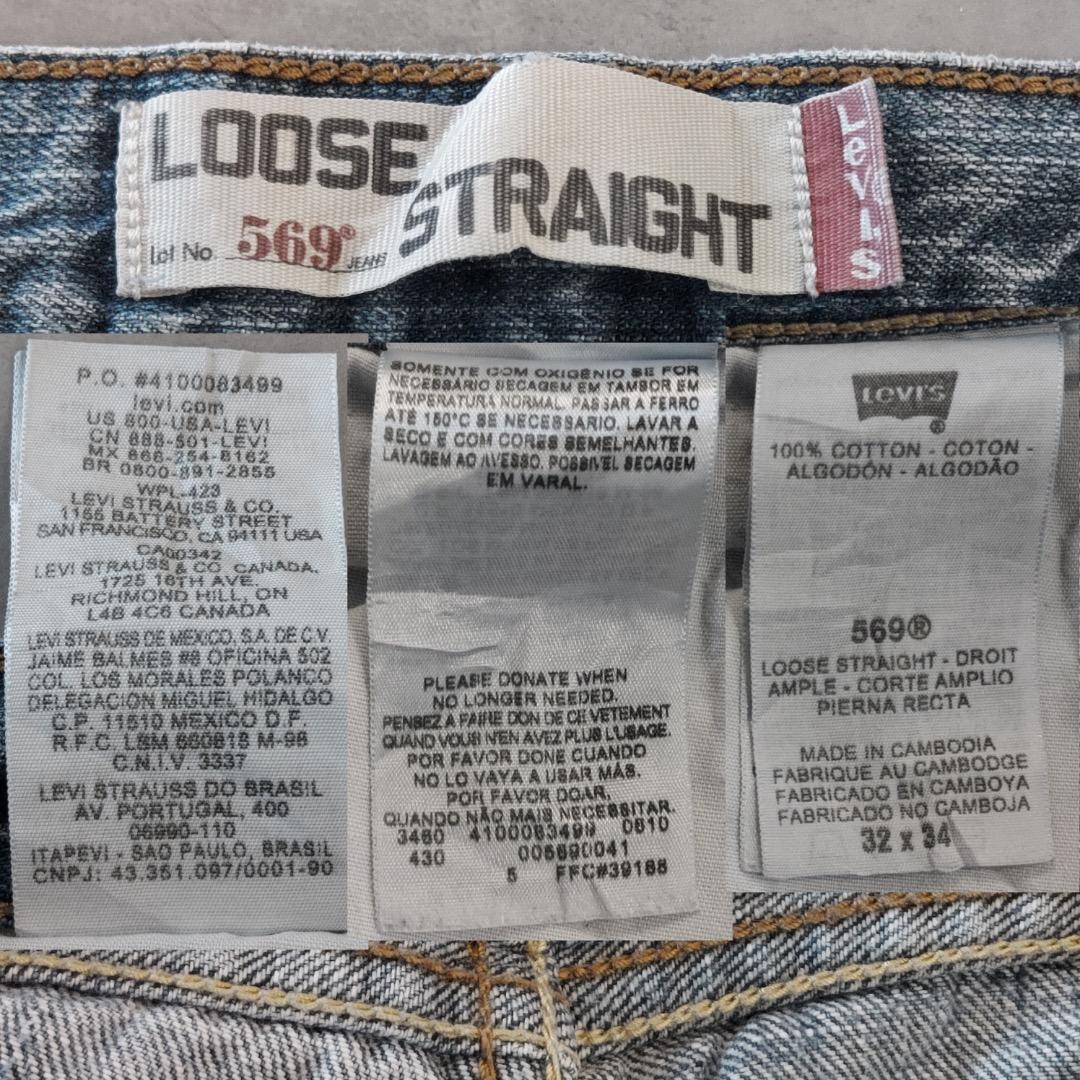 LOOSE STRAIGHT
Lot No 569® JEANS
Levi's
P.O. #4100083499
levi.com
US 800-USA-LEVI
CN 888-501-LEVI
MX 866-254-8162
BR 0800-891-2855
WPL-423
LEVI STRAUSS & CO.
1155 BATTERY STREET
SAN FRANCISCO, CA 94111 USA
CA00342
LEVI STRAUSS & CO. CANADA.
1725 16TH AVE.
RICHMOND HILL, ON
L4B 4C6 CANADA
LEVI STRAUSS DE MEXICO, S.A. DE C.V.
JAIME BALMES #8 OFICINA 502
COL. LOS MORALES POLANCO
DELEGACION MIGUEL HIDALGO
C.P. 11510 MEXICO D.F.
R.F.C. LSM 660818 M-98
C.N.I.V. 3337
LEVI STRAUSS DO BRASIL
AV. PORTUGAL, 400
06690-110
ITAPEVI - SAO PAULO, BRASIL
CNPJ: 43.351.097/0001-90
SOMENTE COM OXIGÊNIO SE FOR
NECESSÁRIO SECAGEM EM TAMBOR EM
TEMPERATURA NORMAL. PASSAR A FERRO
ATÉ 150°C SE NECESSÁRIO. LAVAR A
SECO E COM CORES SEMELHANTES.
LAVAGEM AO AVESSO. POSSÍVEL SECAGEM
EM VARAL.
PLEASE DONATE WHEN
NO LONGER NEEDED.
PENSEZ A FAIRE DON DE CE VETEMENT
QUAND VOUS N'EN AVEZ PLUS L'USAGE.
POR FAVOR DONE CUANDO
NO LO VAYA A USAR MÁS.
POR FAVOR DOAR,
QUANDO NÃO MAIS NECESSITAR.
3460 4100083499 0610
430 005690041
5 FFC#39188
LEVI'S
®
100% COTTON - COTON -
ALGODÓN - ALGODÃO
569®
LOOSE STRAIGHT - DROIT
AMPLE - CORTE AMPLIO
PIERNA RECTA
MADE IN CAMBODIA
FABRIQUE AU CAMBODGE
FABRICADO EN CAMBOYA
FABRICADO NO CAMBOJA
32 x 34